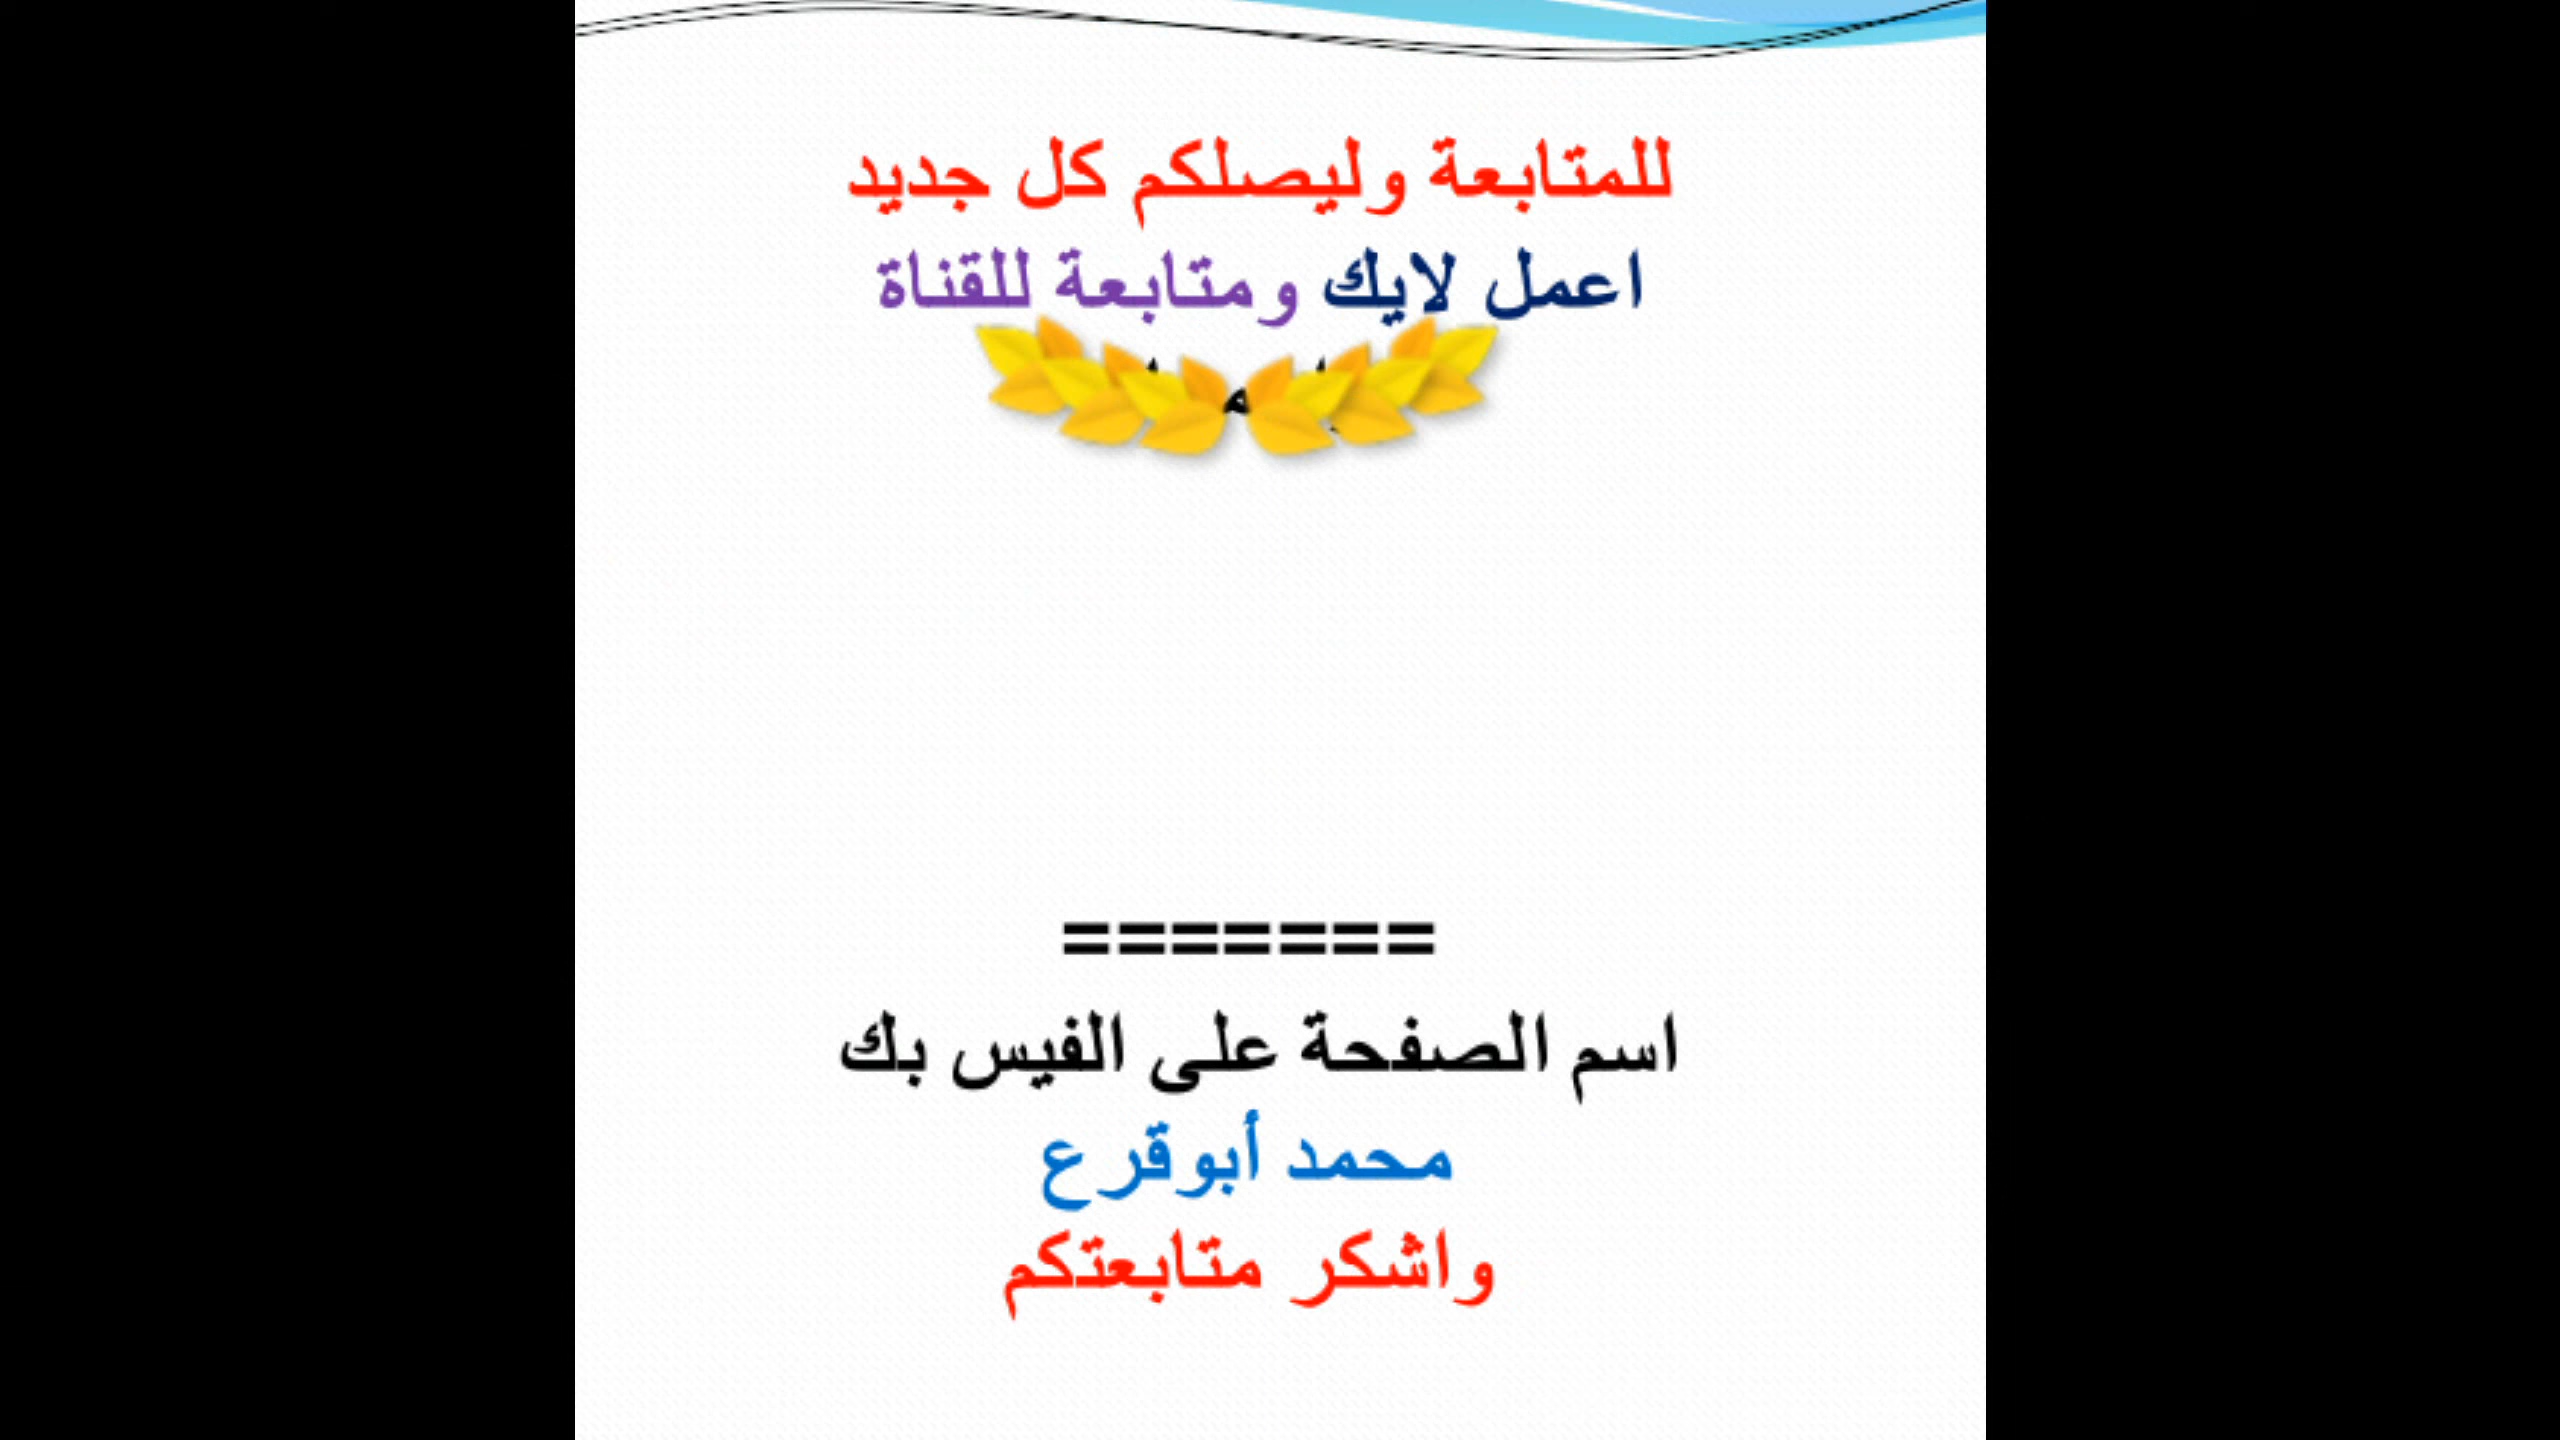 للمتابعة وليصلكم كل جديد
اعمل لايك ومتابعة للقناة
=======
اسم الصفحة على الفيس بك
محمد أبوقرع
واشكر متابعتكم